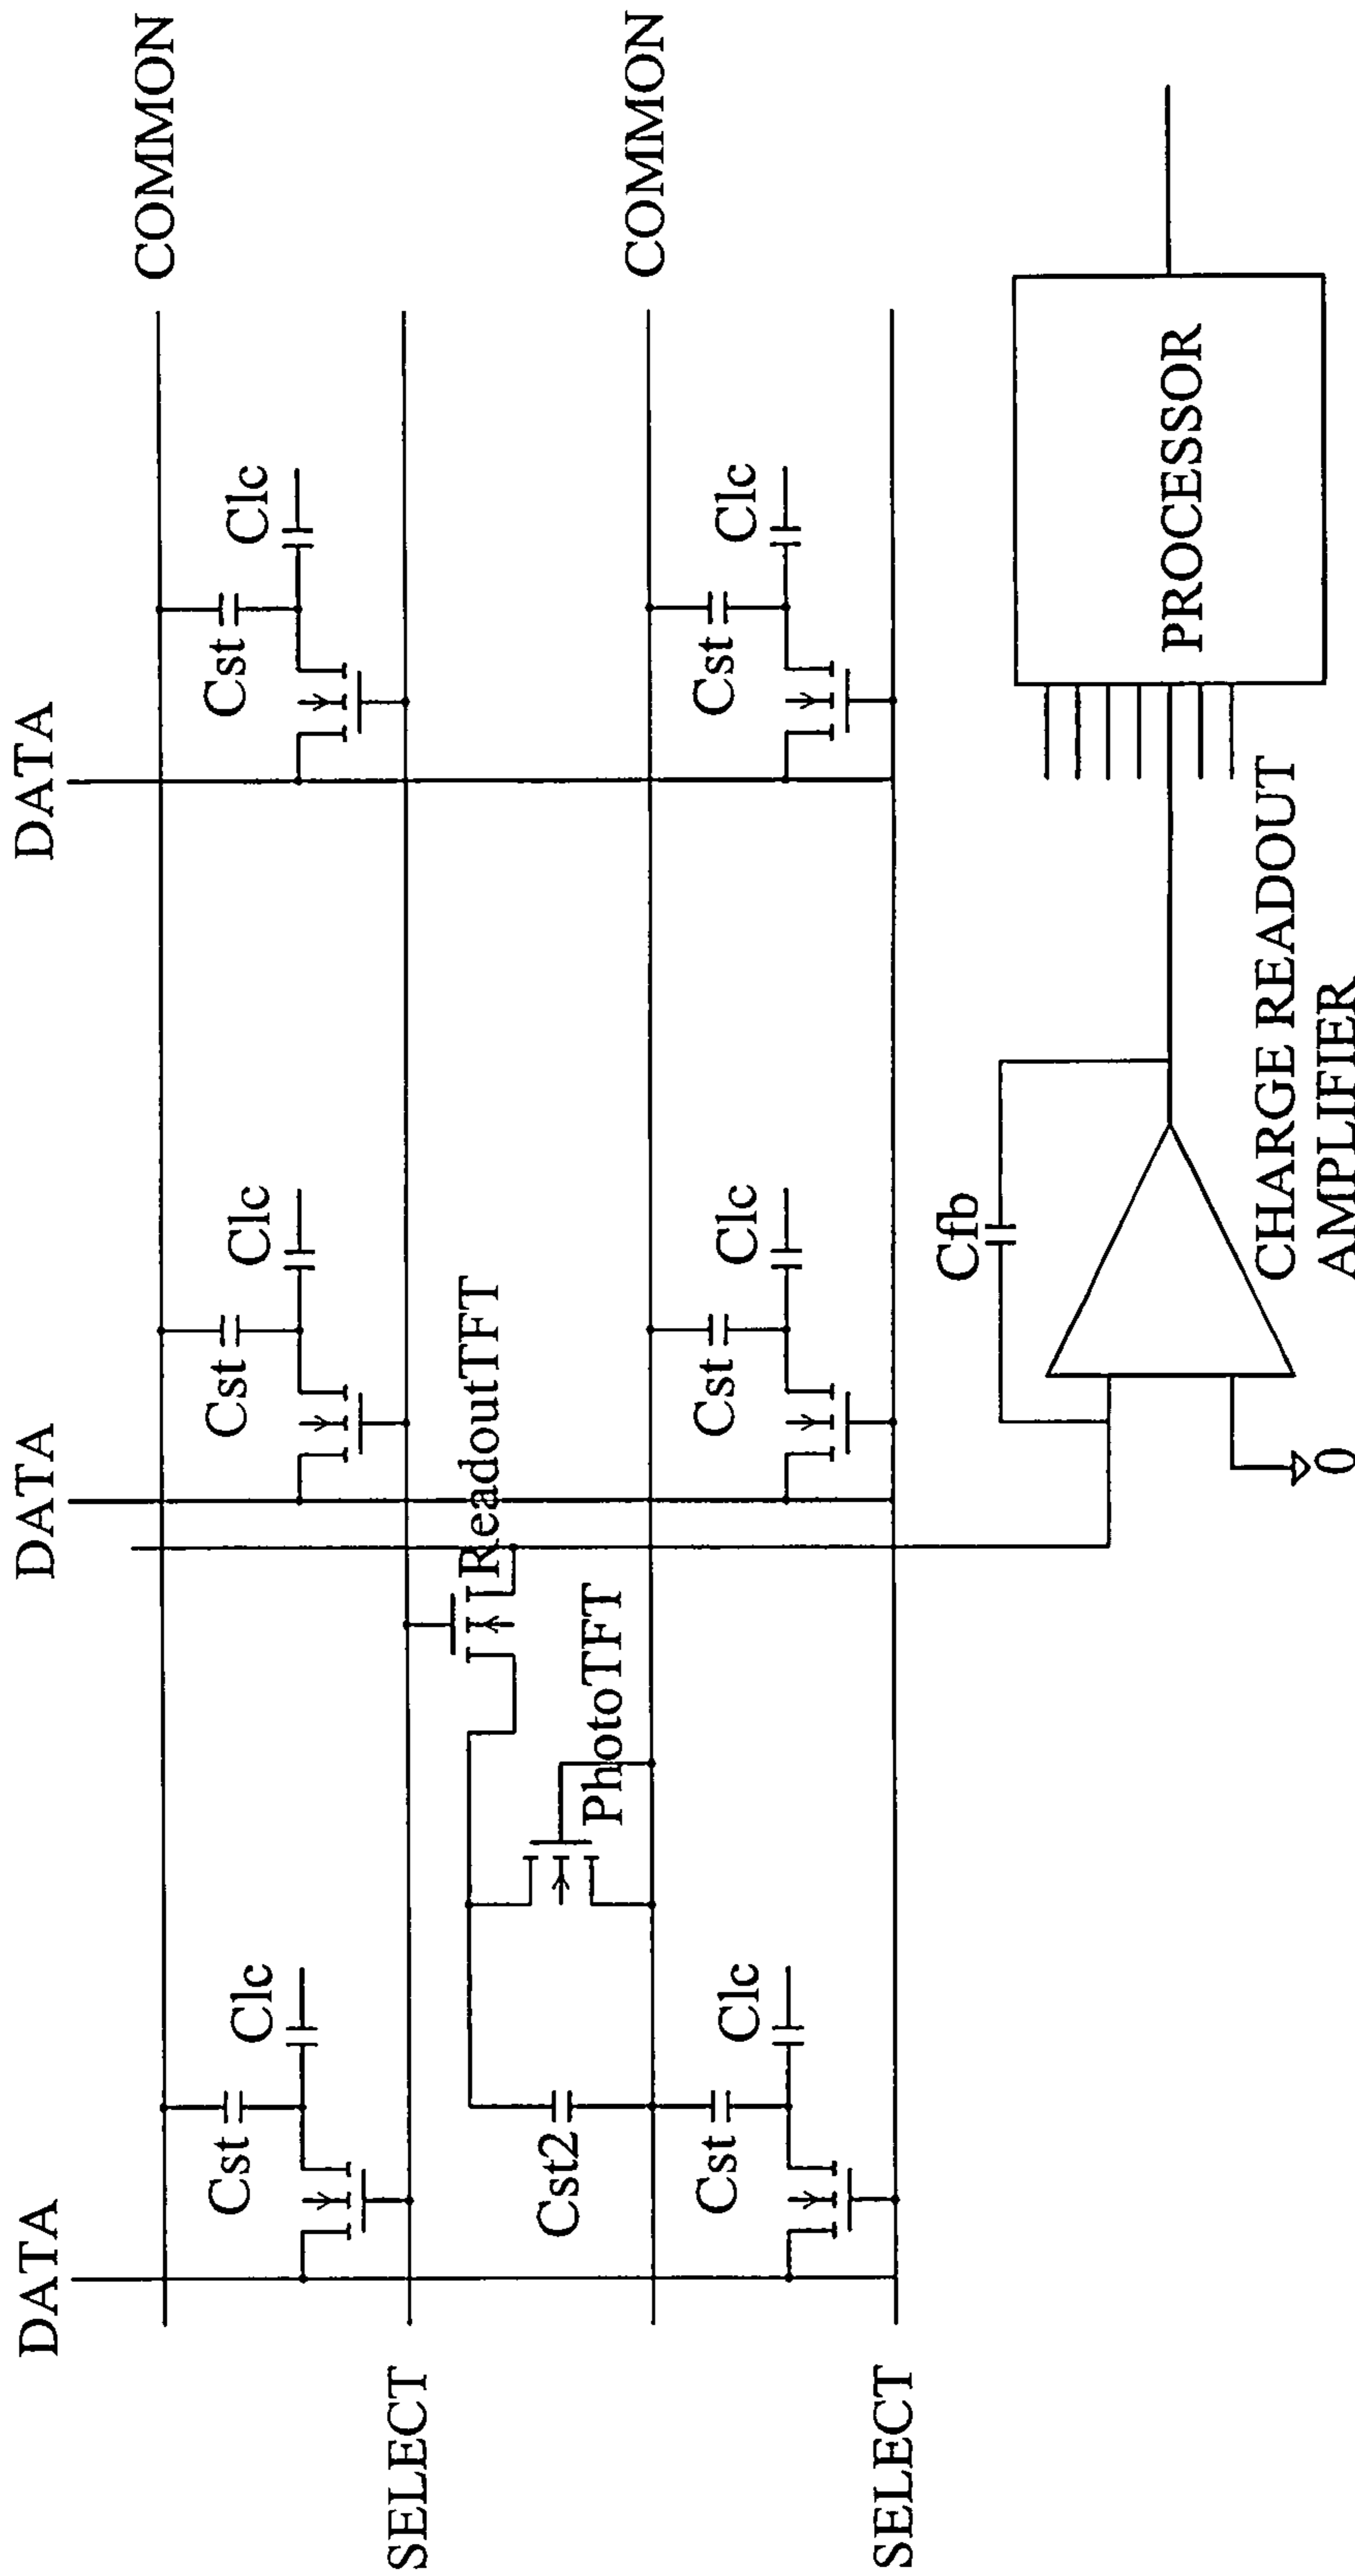 DATA
DATA
DATA
COMMON
Cst
Clc
Cst
Clc
Cst
Clc
SELECT
ReadoutTFT
PhotoTFT
Cst2
COMMON
Cst
Clc
Cst
Clc
Cst
Clc
SELECT
Cfb
PROCESSOR
CHARGE READOUT
AMPLIFIER
0